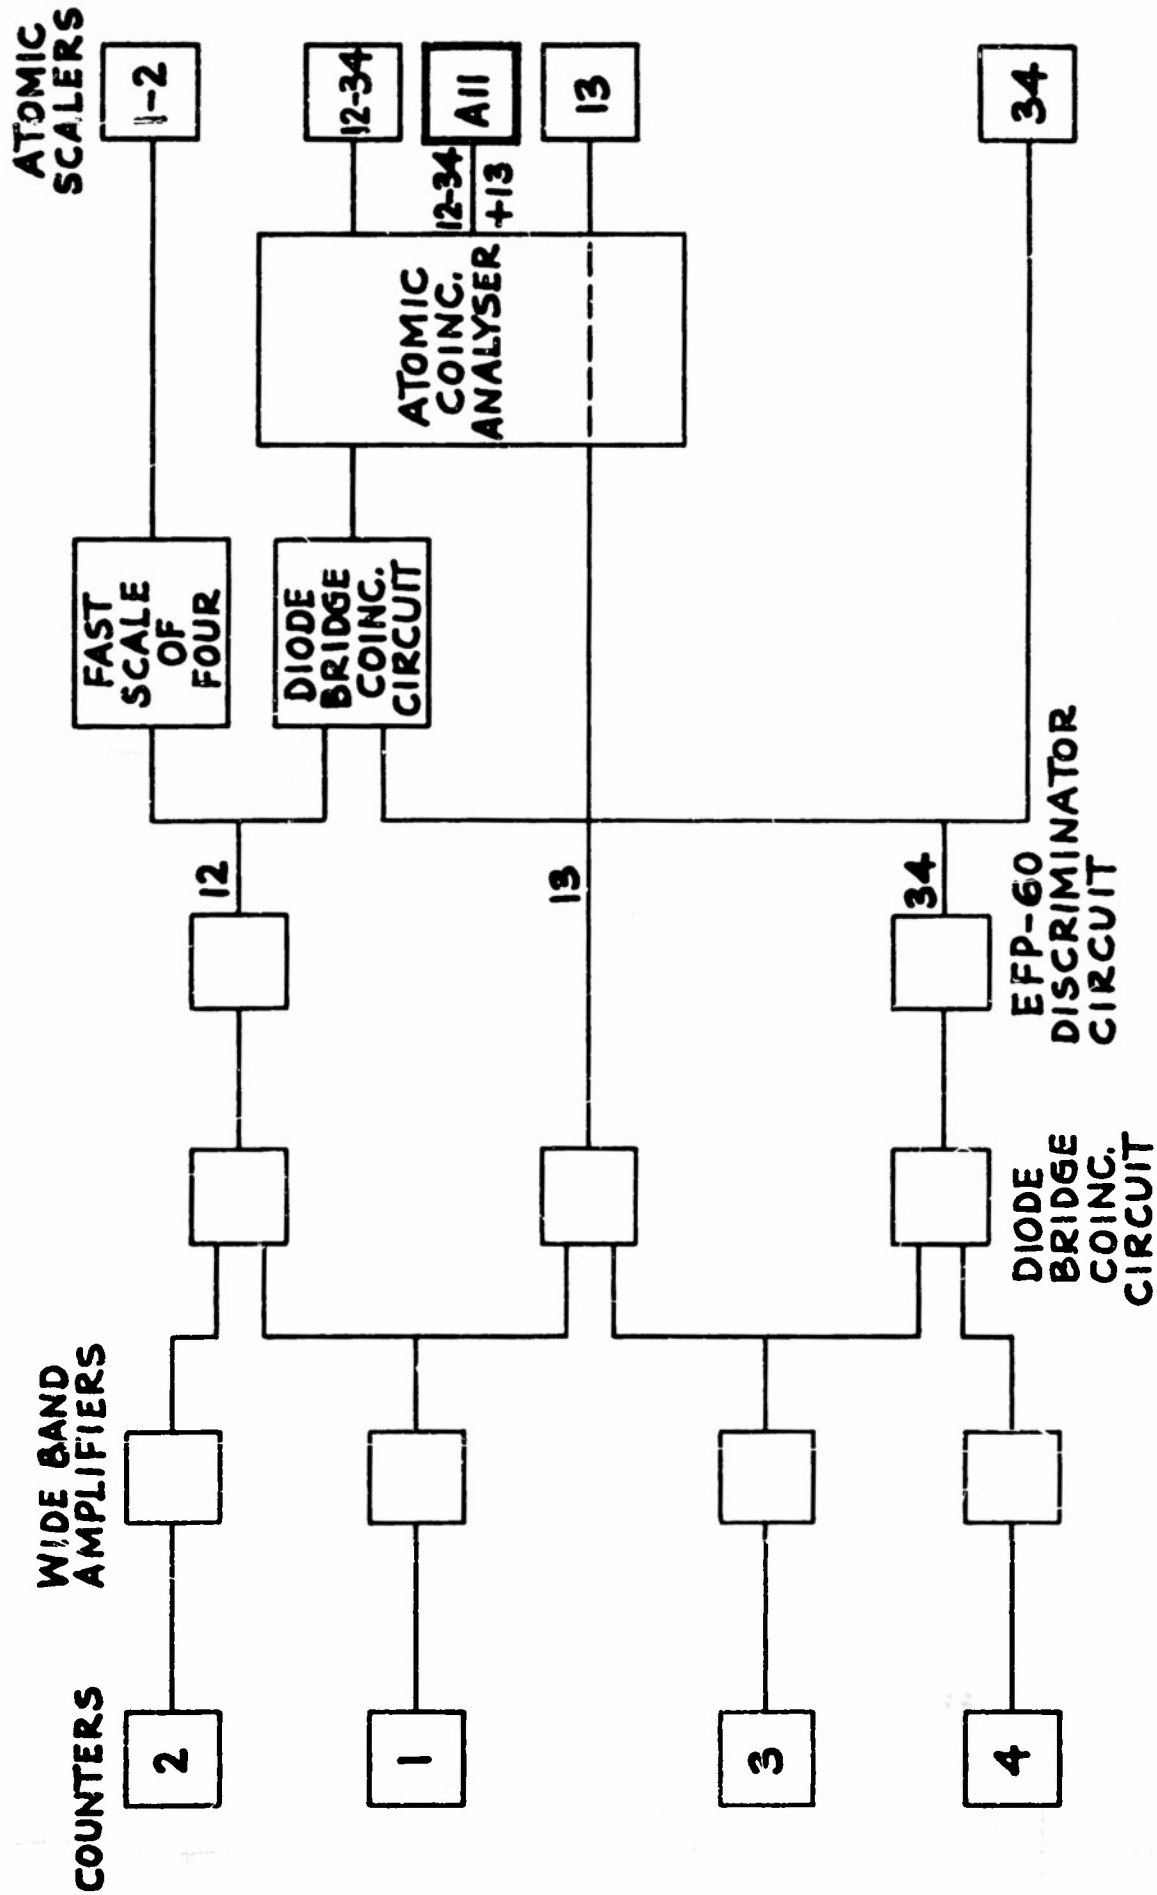 COUNTERS
2
1
3
4
WIDE BAND
AMPLIFIERS
DIODE
BRIDGE
COINC.
CIRCUIT
EFP-60
DISCRIMINATOR
CIRCUIT
12
13
34
FAST
SCALE
OF
FOUR
DIODE
BRIDGE
COINC.
CIRCUIT
ATOMIC
COINC.
ANALYSER
12-34
+13
ATOMIC
SCALERS
1-2
12-34
All
13
34